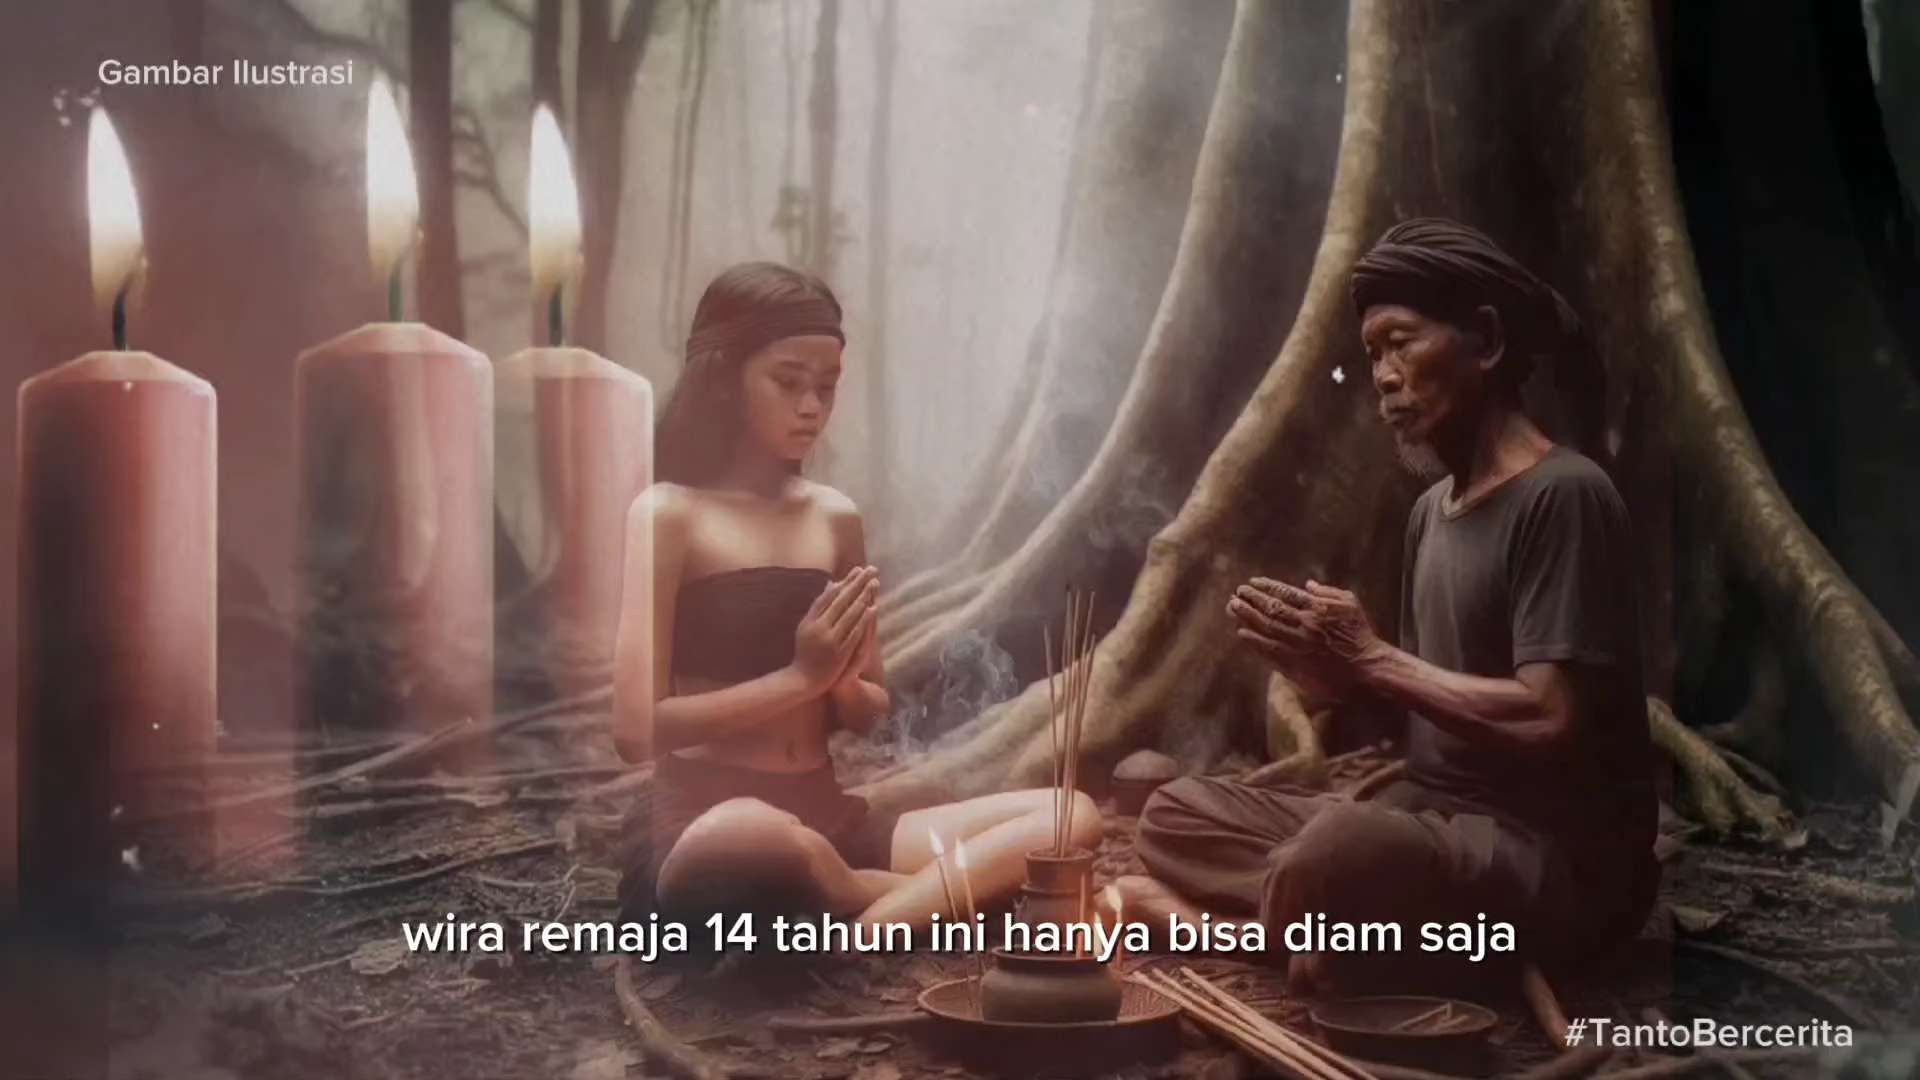 Gambar Ilustrasi
wira remaja 14 tahun ini hanya bisa diam saja
#TantoBercerita